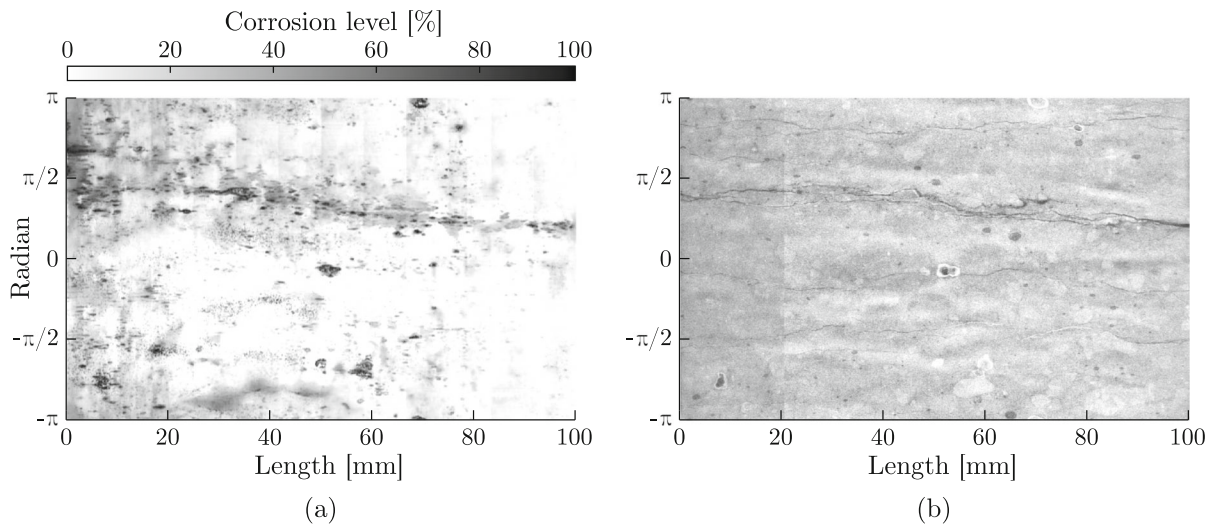 Corrosion level [%]
0 20 40 60 80 100
π
π/2
0
-π/2
-π
Radian
0 20 40 60 80 100
Length [mm]
(a)
π
π/2
0
-π/2
-π
0 20 40 60 80 100
Length [mm]
(b)